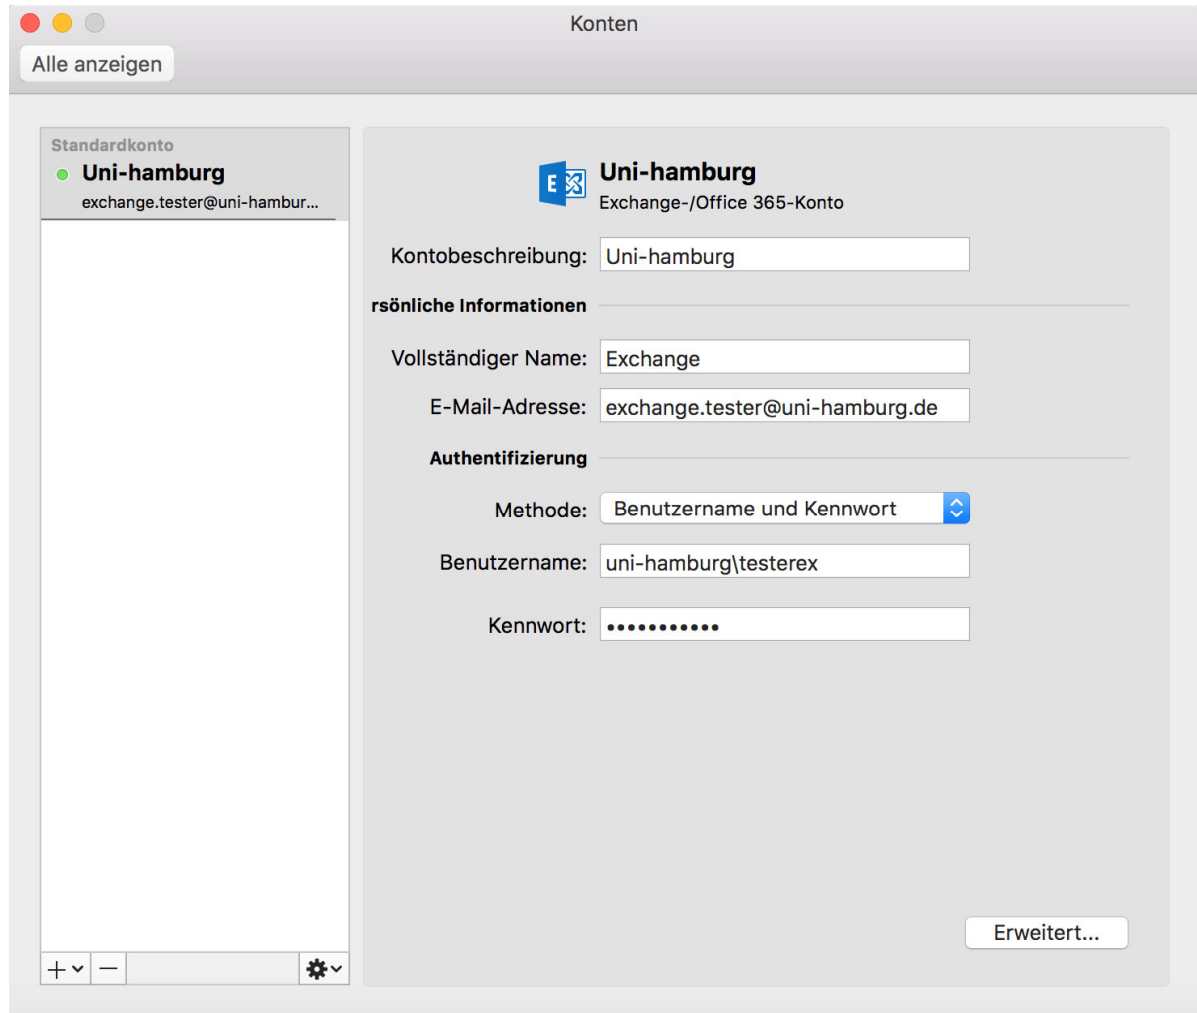 Konten
Alle anzeigen
Standardkonto
Uni-hamburg
exchange.tester@uni-hambur...
E
Uni-hamburg
Exchange-/Office 365-Konto
Kontobeschreibung: Uni-hamburg
rsönliche Informationen
Vollständiger Name: Exchange
E-Mail-Adresse: exchange.tester@uni-hamburg.de
Authentifizierung
Methode: Benutzername und Kennwort
Benutzername: uni-hamburg\testerex
Kennwort: •••••••••••
Erweitert...